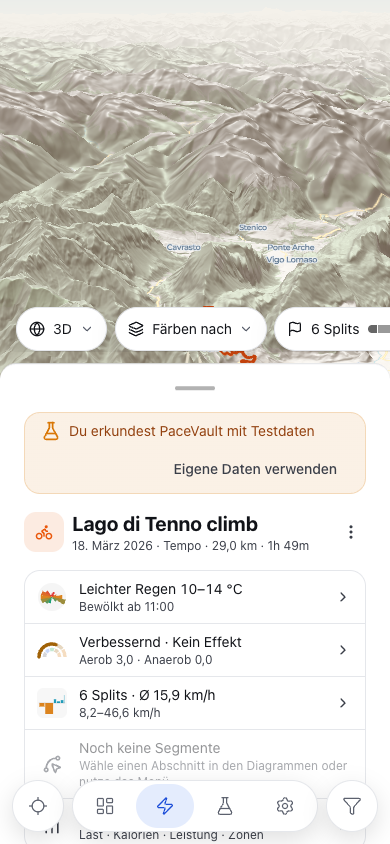 Stenico
Cavrasto
Ponte Arche
Vigo Lomaso
3D
Färben nach
6 Splits
Du erkundest PaceVault mit Testdaten
Eigene Daten verwenden
Lago di Tenno climb
18. März 2026 · Tempo · 29,0 km · 1h 49m
Leichter Regen 10–14 °C
Bewölkt ab 11:00
Verbessernd · Kein Effekt
Aerob 3,0 · Anaerob 0,0
6 Splits · Ø 15,9 km/h
8,2–46,6 km/h
Noch keine Segmente
Wähle einen Abschnitt in den Diagrammen oder
nutze das Menü
Last · Kalorien · Leistung · Zonen